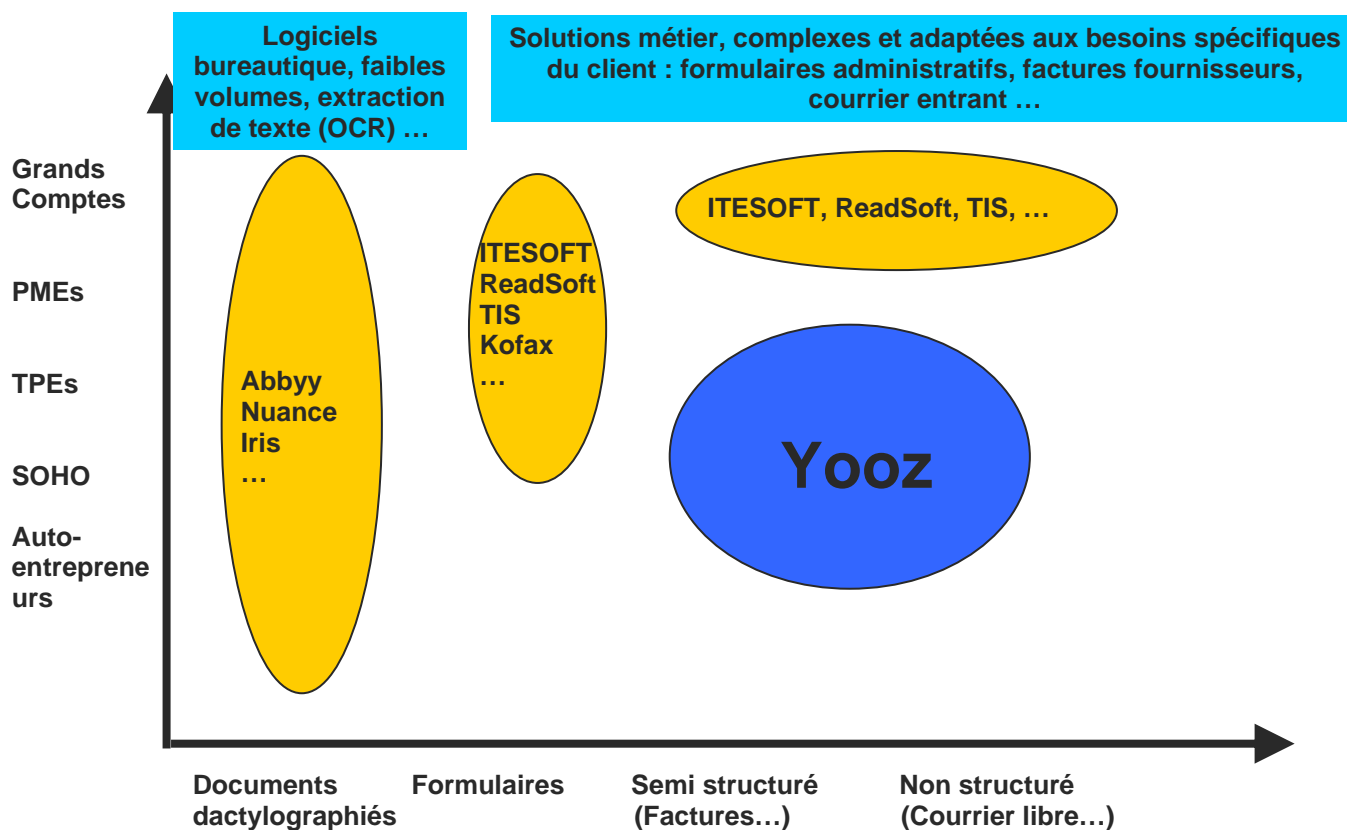 Logiciels
bureautique, faibles
volumes, extraction
de texte (OCR) …
Solutions métier, complexes et adaptées aux besoins spécifiques
du client : formulaires administratifs, factures fournisseurs,
courrier entrant …
Grands
Comptes
PMEs
TPEs
SOHO
Auto-
entreprene
urs
Abbyy
Nuance
Iris
…
ITESOFT
ReadSoft
TIS
Kofax
…
ITESOFT, ReadSoft, TIS, …
Yooz
Documents
dactylographiés
Formulaires
Semi structuré
(Factures…)
Non structuré
(Courrier libre…)